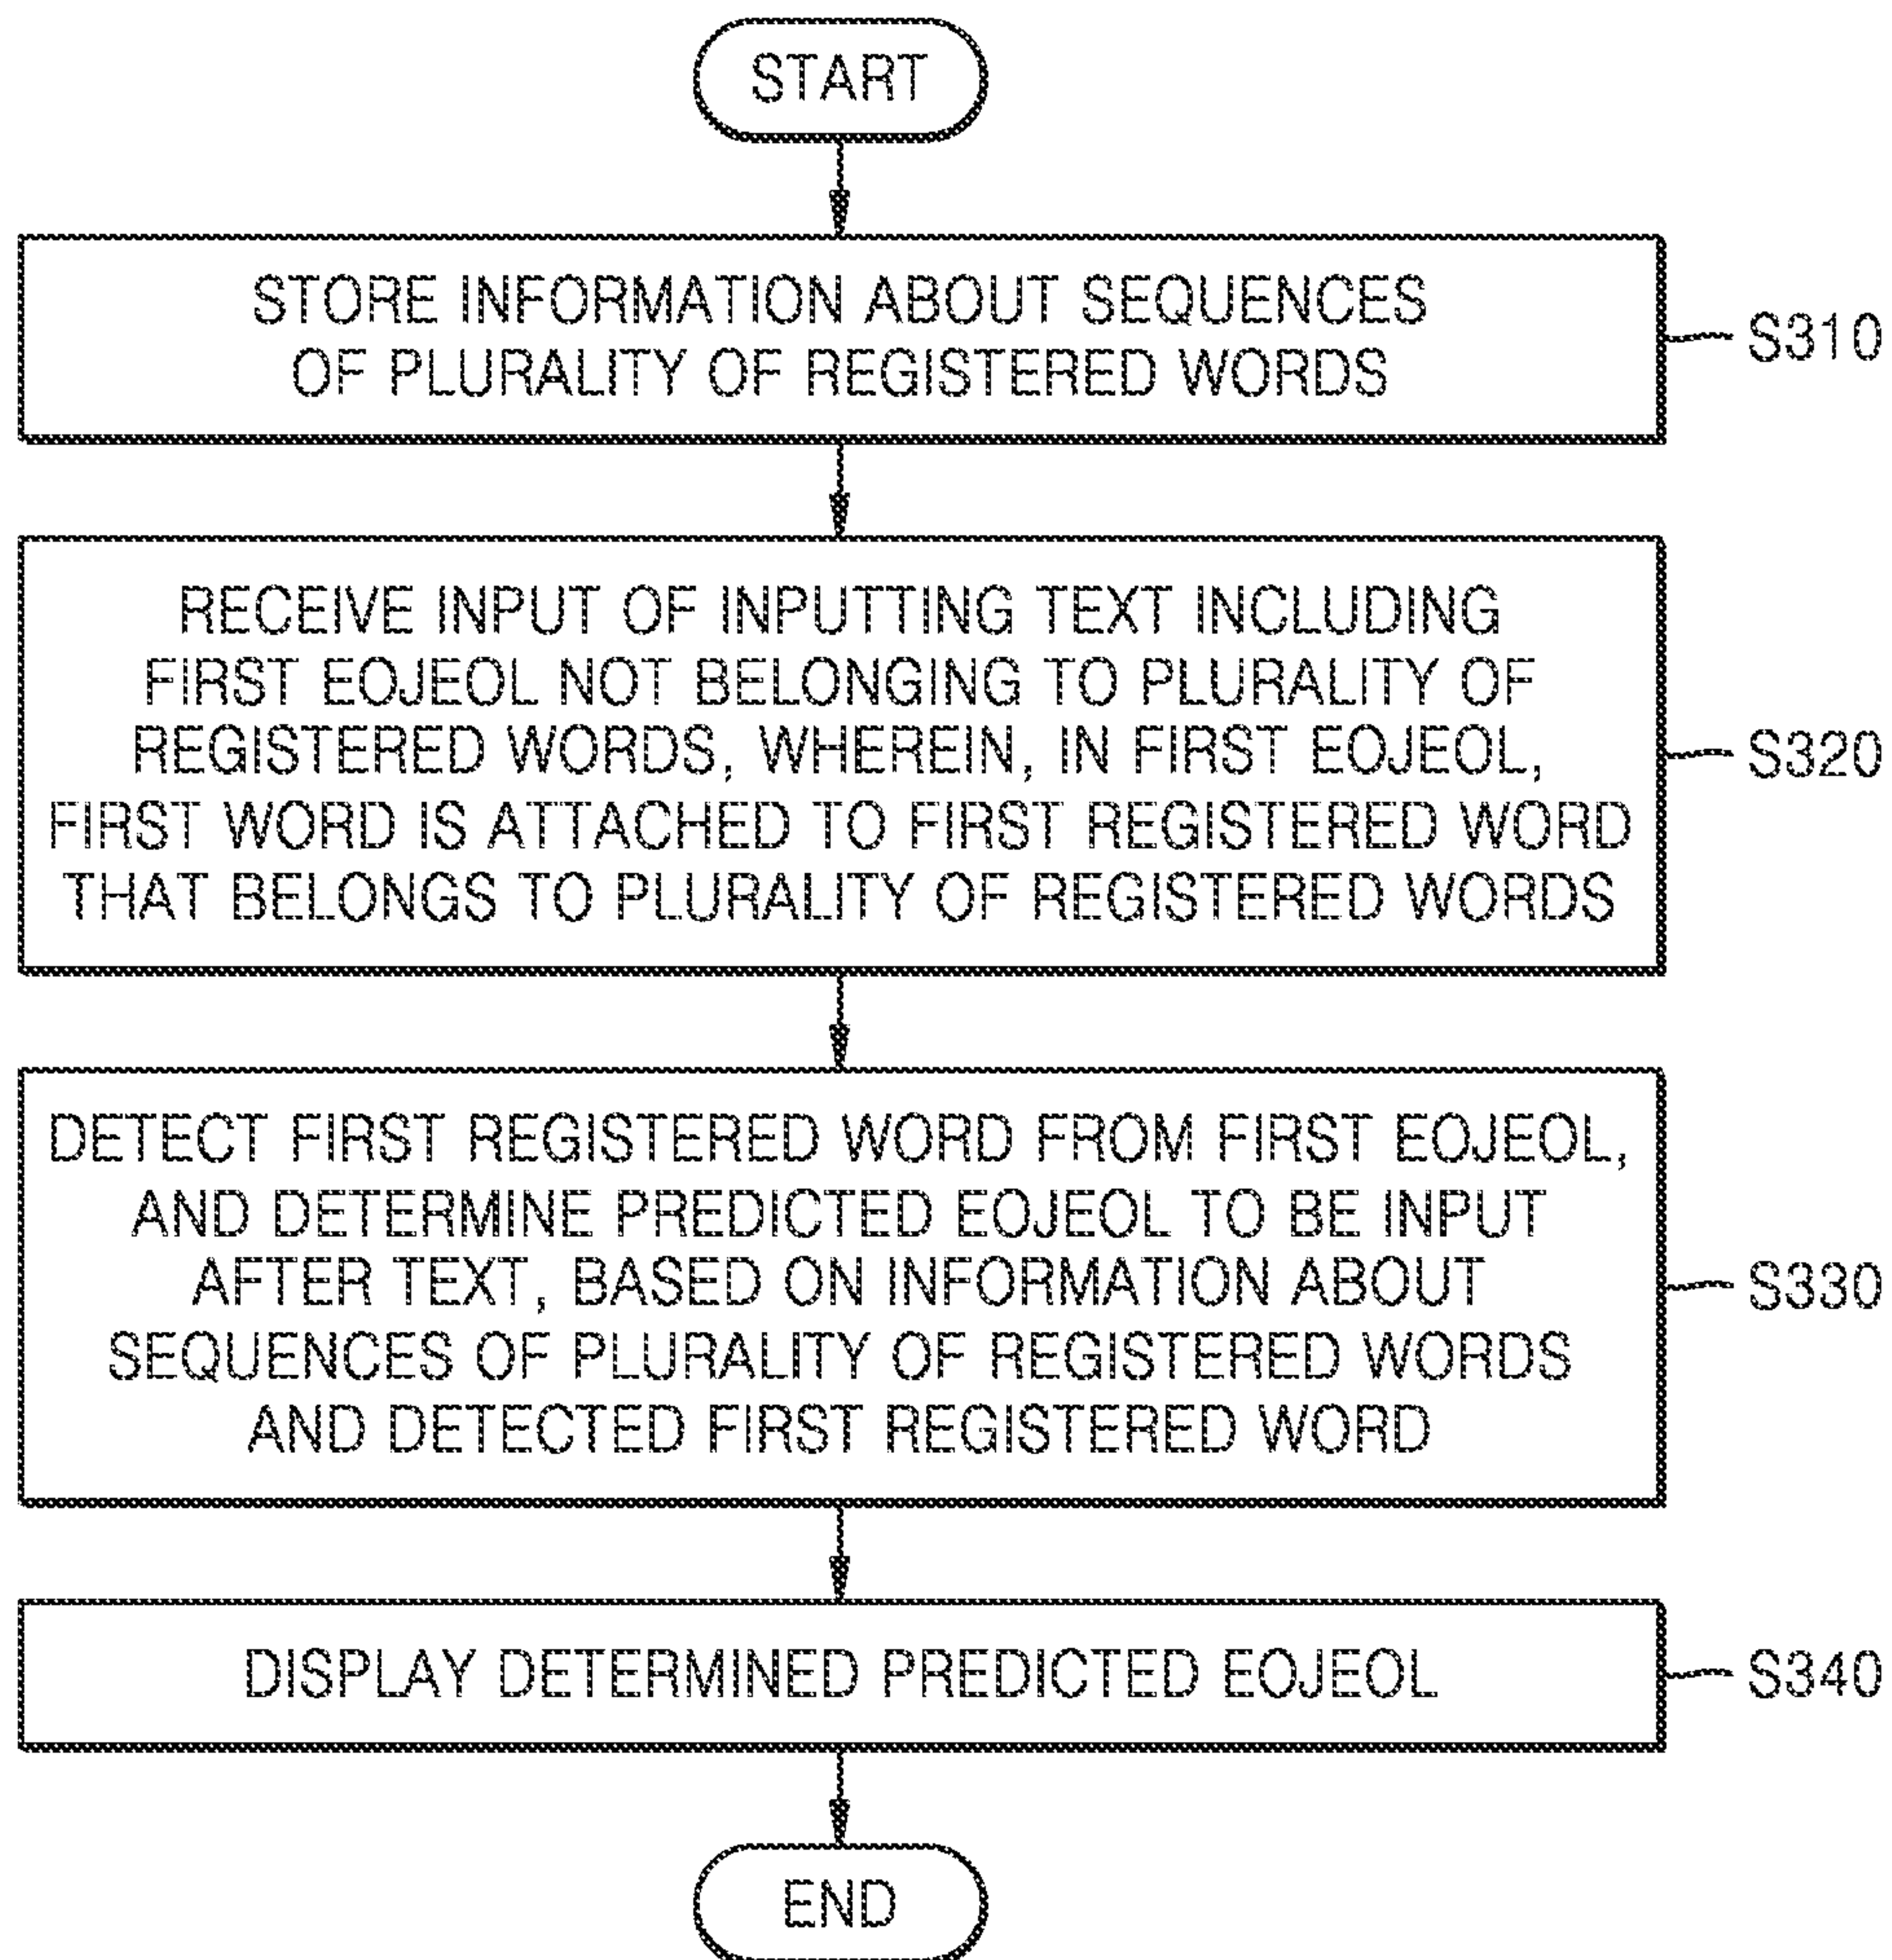 START
STORE INFORMATION ABOUT SEQUENCES
OF PLURALITY OF REGISTERED WORDS
S310
RECEIVE INPUT OF INPUTTING TEXT INCLUDING
FIRST EOJEOL NOT BELONGING TO PLURALITY OF
REGISTERED WORDS, WHEREIN, IN FIRST EOJEOL,
FIRST WORD IS ATTACHED TO FIRST REGISTERED WORD
THAT BELONGS TO PLURALITY OF REGISTERED WORDS
S320
DETECT FIRST REGISTERED WORD FROM FIRST EOJEOL,
AND DETERMINE PREDICTED EOJEOL TO BE INPUT
AFTER TEXT, BASED ON INFORMATION ABOUT
SEQUENCES OF PLURALITY OF REGISTERED WORDS
AND DETECTED FIRST REGISTERED WORD
S330
DISPLAY DETERMINED PREDICTED EOJEOL
S340
END